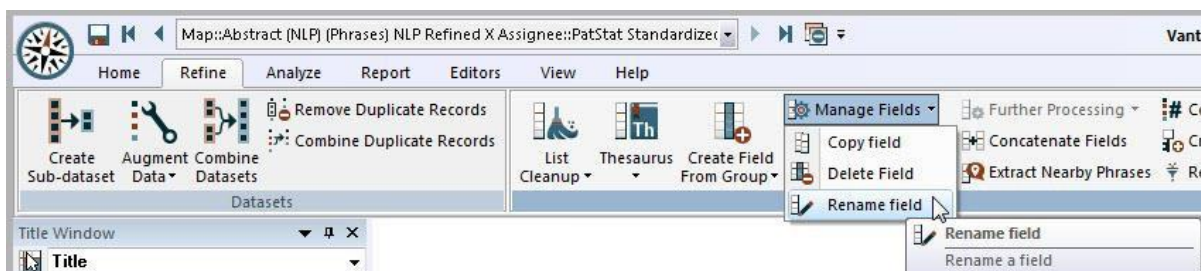 Map::Abstract (NLP) (Phrases) NLP Refined X Assignee::PatStat Standardized
Vant
Home Refine Analyze Report Editors View Help
Remove Duplicate Records
Combine Duplicate Records
Create Sub-dataset
Augment Data
Combine Datasets
Datasets
List Cleanup
Th
Thesaurus
Create Field From Group
Manage Fields
Copy field
Delete Field
Rename field
Further Processing
Concatenate Fields
Extract Nearby Phrases
Rename field
Rename a field
Title Window
Title